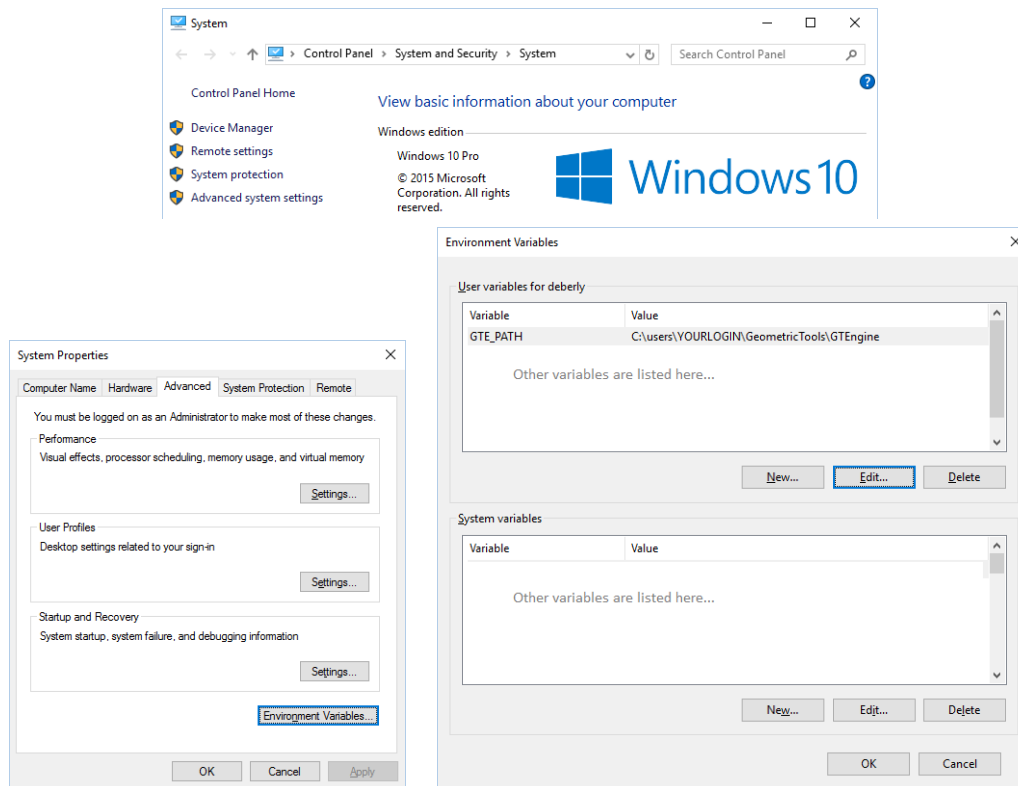 System
Control Panel > System and Security > System
Search Control Panel
?
Control Panel Home
Device Manager
Remote settings
System protection
Advanced system settings
View basic information about your computer
Windows edition
Windows 10 Pro
© 2015 Microsoft
Corporation. All rights
reserved.
Windows 10
System Properties
Computer Name Hardware Advanced System Protection Remote
You must be logged on as an Administrator to make most of these changes.
Performance
Visual effects, processor scheduling, memory usage, and virtual memory
Settings...
User Profiles
Desktop settings related to your sign-in
Settings...
Startup and Recovery
System startup, system failure, and debugging information
Settings...
Environment Variables...
OK Cancel Apply
Environment Variables
User variables for deberly
Variable Value
GTE_PATH C:\users\YOURLOGIN\GeometricTools\GTEngine
Other variables are listed here...
New... Edit... Delete
System variables
Variable Value
Other variables are listed here...
New... Edit... Delete
OK Cancel